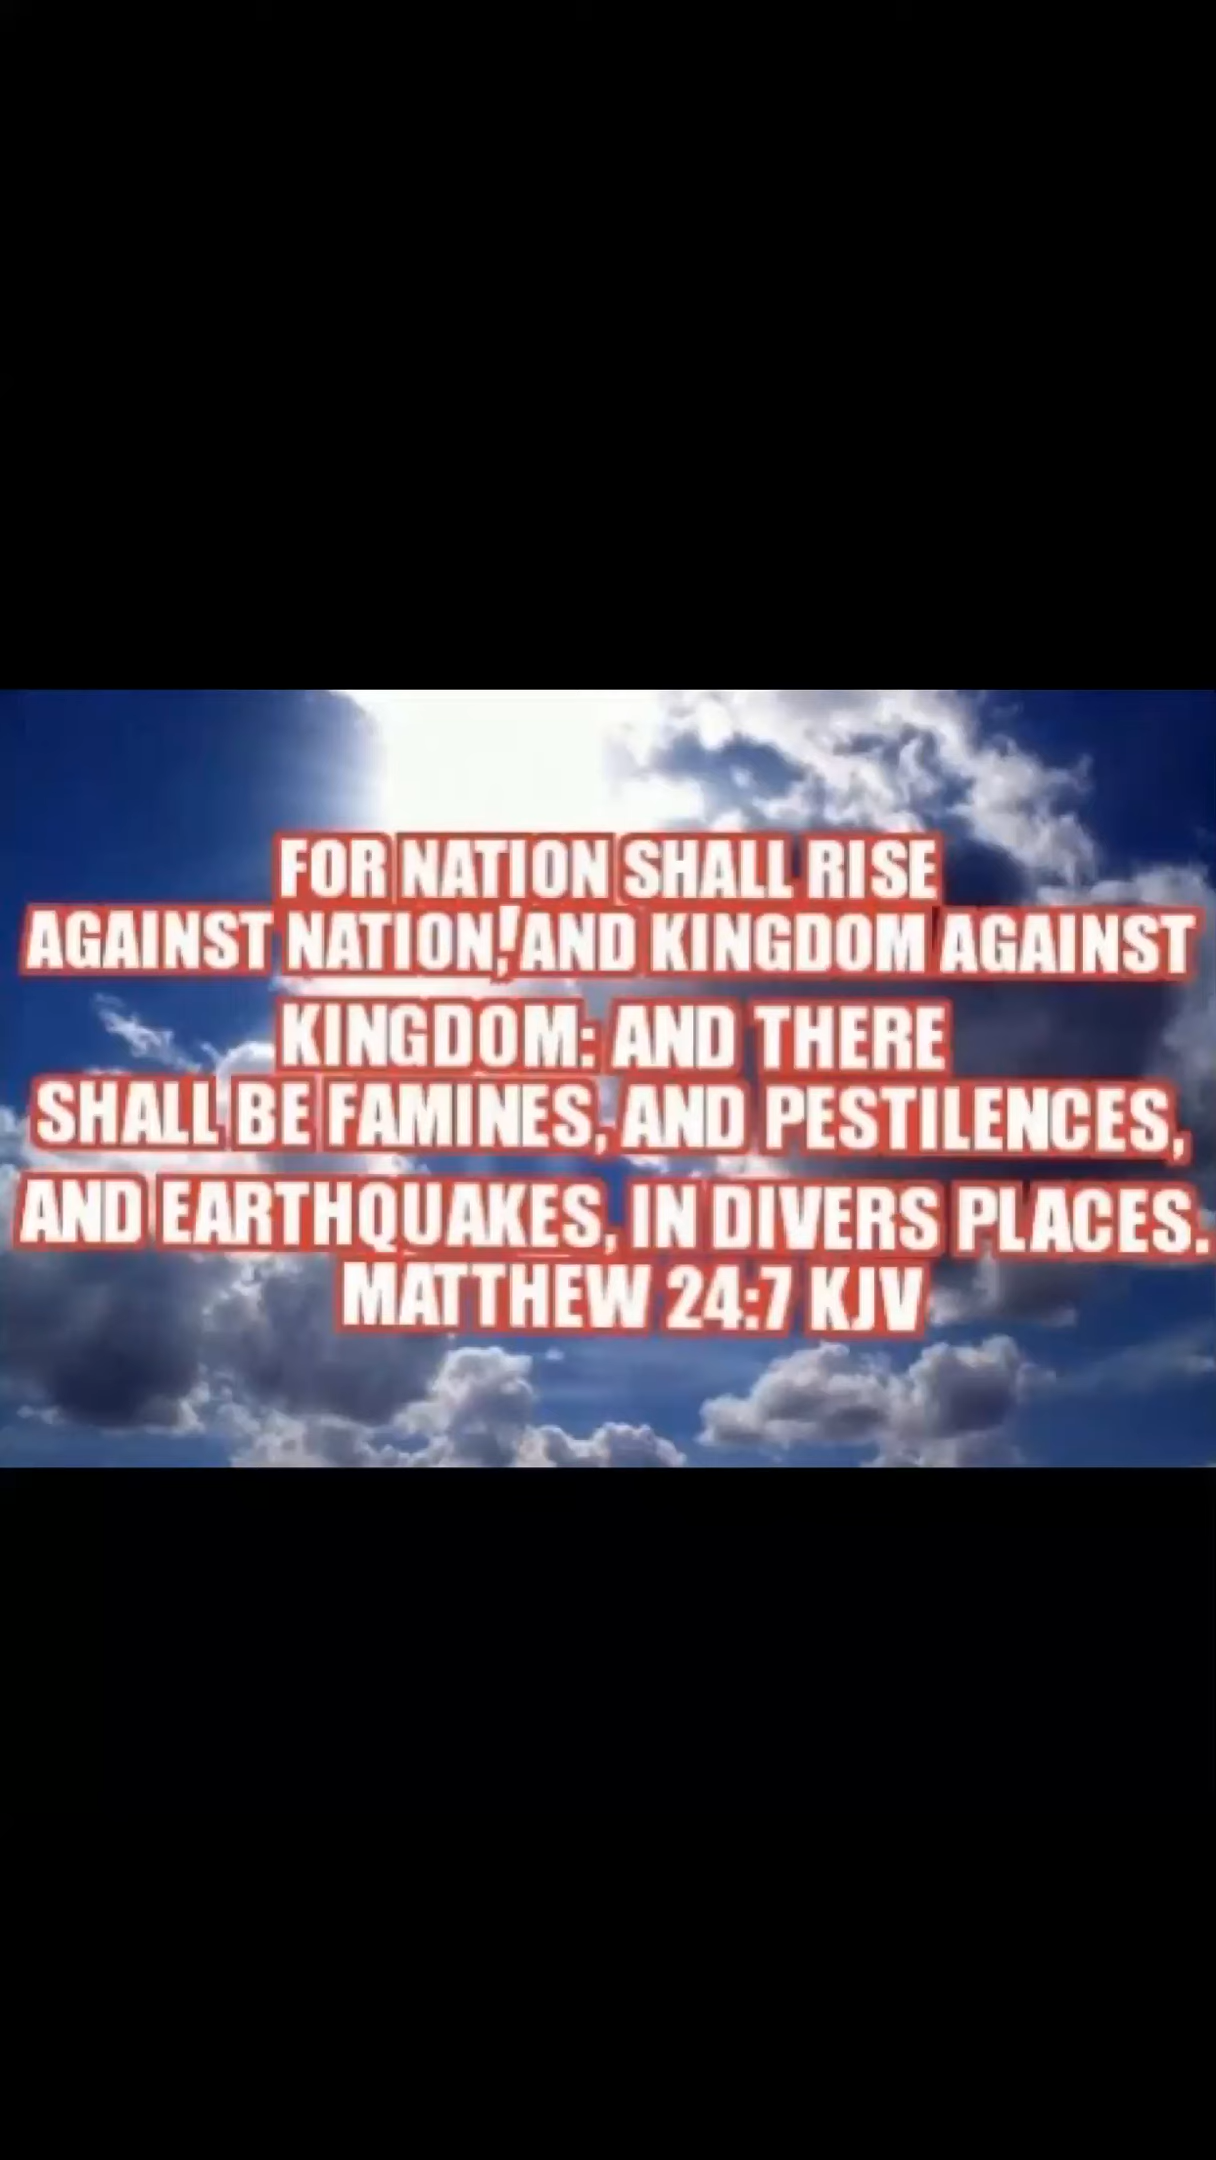 FOR NATION SHALL RISE
AGAINST NATION, AND KINGDOM AGAINST
KINGDOM: AND THERE
SHALL BE FAMINES, AND PESTILENCES,
AND EARTHQUAKES, IN DIVERS PLACES.
MATTHEW 24:7 KJV